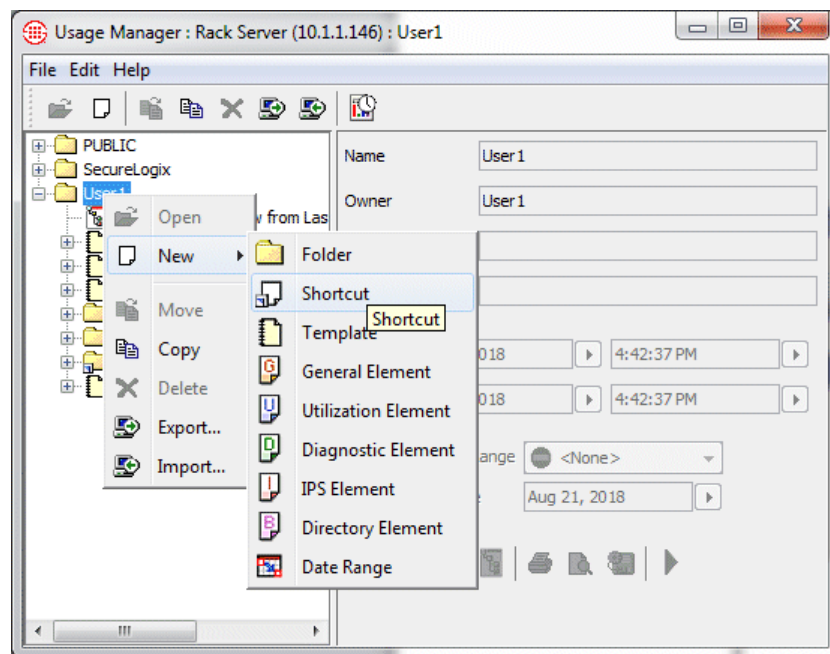 Usage Manager : Rack Server (10.1.1.146) : User1
File Edit Help
PUBLIC
SecureLogix
User1
Name User1
Owner User1
Open
from Las
New
Move
Copy
Delete
Export...
Import...
Folder
Shortcut
Shortcut
Template
General Element
Utilization Element
Diagnostic Element
IPS Element
Directory Element
Date Range
018 4:42:37 PM
018 4:42:37 PM
ange <None>
Aug 21, 2018